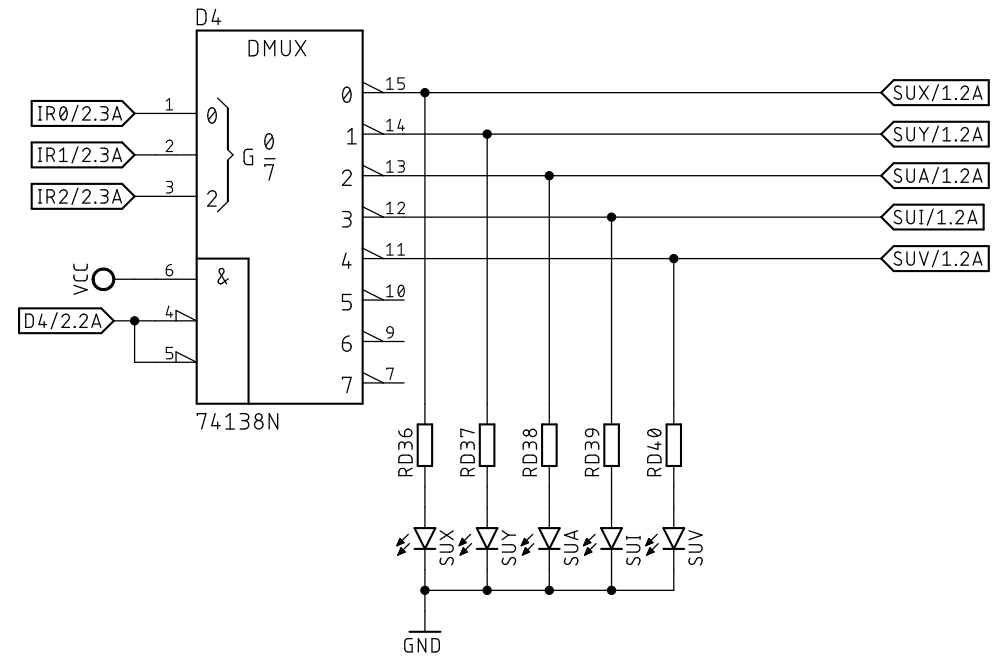 D4
DMUX
0 15 SUX/1.2A
IR0/2.3A 1 0
1 14 SUY/1.2A
IR1/2.3A 2 G 0/7
2 13 SUA/1.2A
IR2/2.3A 3 2
3 12 SUI/1.2A
4 11 SUV/1.2A
VCC 6 &
5 10
D4/2.2A 4
6 9
5
7 7
74138N
RD36 RD37 RD38 RD39 RD40
SUX SUY SUA SUI SUV
GND